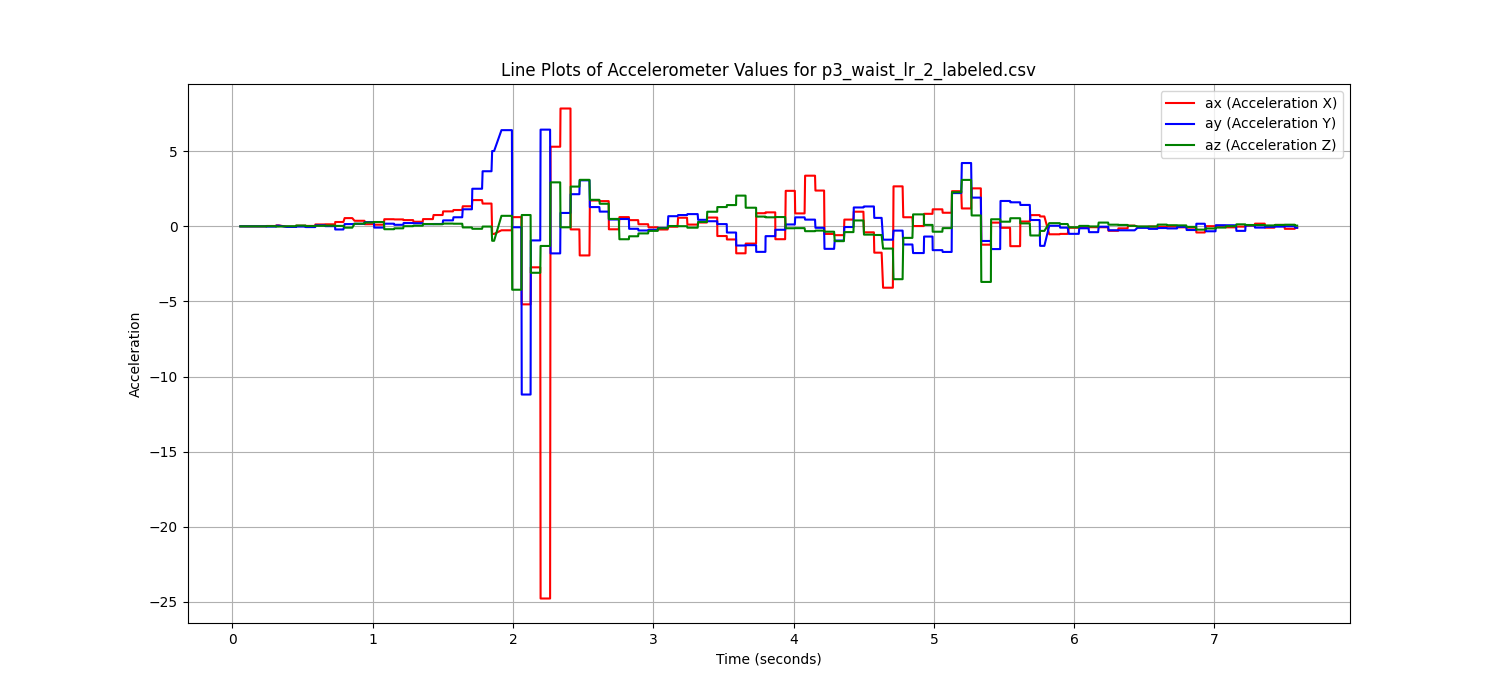 Line Plots of Accelerometer Values for p3_waist_lr_2_labeled.csv
ax (Acceleration X)
ay (Acceleration Y)
az (Acceleration Z)
Acceleration
5
0
−5
−10
−15
−20
−25
0 1 2 3 4 5 6 7
Time (seconds)